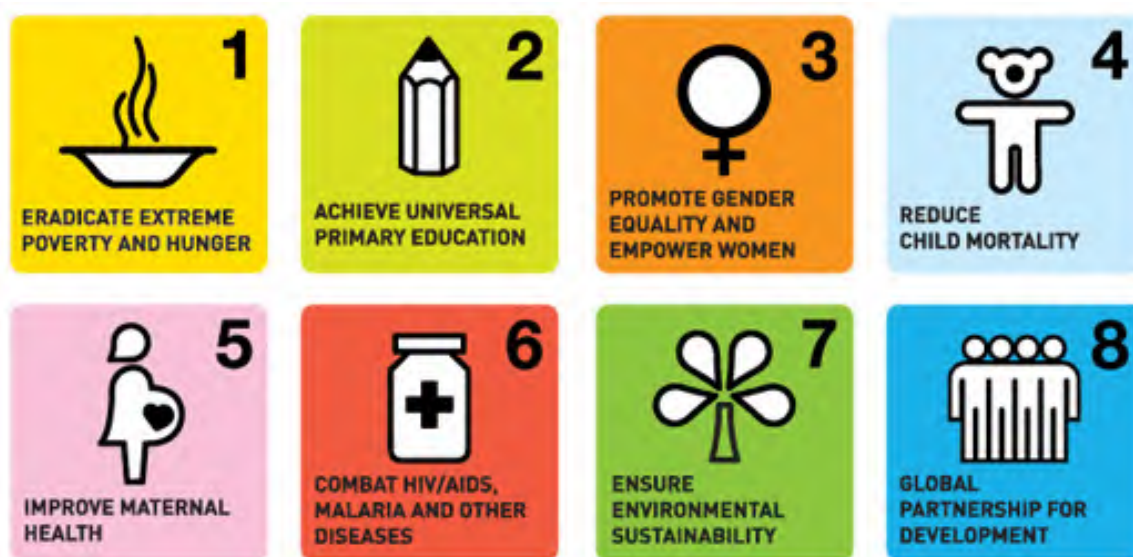 1
ERADICATE EXTREME
POVERTY AND HUNGER
2
ACHIEVE UNIVERSAL
PRIMARY EDUCATION
3
PROMOTE GENDER
EQUALITY AND
EMPOWER WOMEN
4
REDUCE
CHILD MORTALITY
5
IMPROVE MATERNAL
HEALTH
6
COMBAT HIV/AIDS,
MALARIA AND OTHER
DISEASES
7
ENSURE
ENVIRONMENTAL
SUSTAINABILITY
8
GLOBAL
PARTNERSHIP FOR
DEVELOPMENT